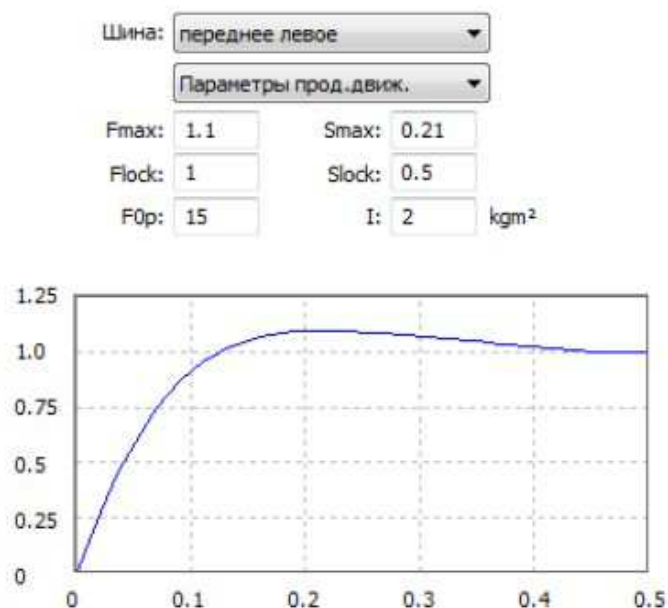 Шина: переднее левое
Параметры прод.движ.
Fmax: 1.1 Smax: 0.21
Flock: 1 Slock: 0.5
F0p: 15 I: 2 kgm²
1.25
1.0
0.75
0.5
0.25
0
0 0.1 0.2 0.3 0.4 0.5